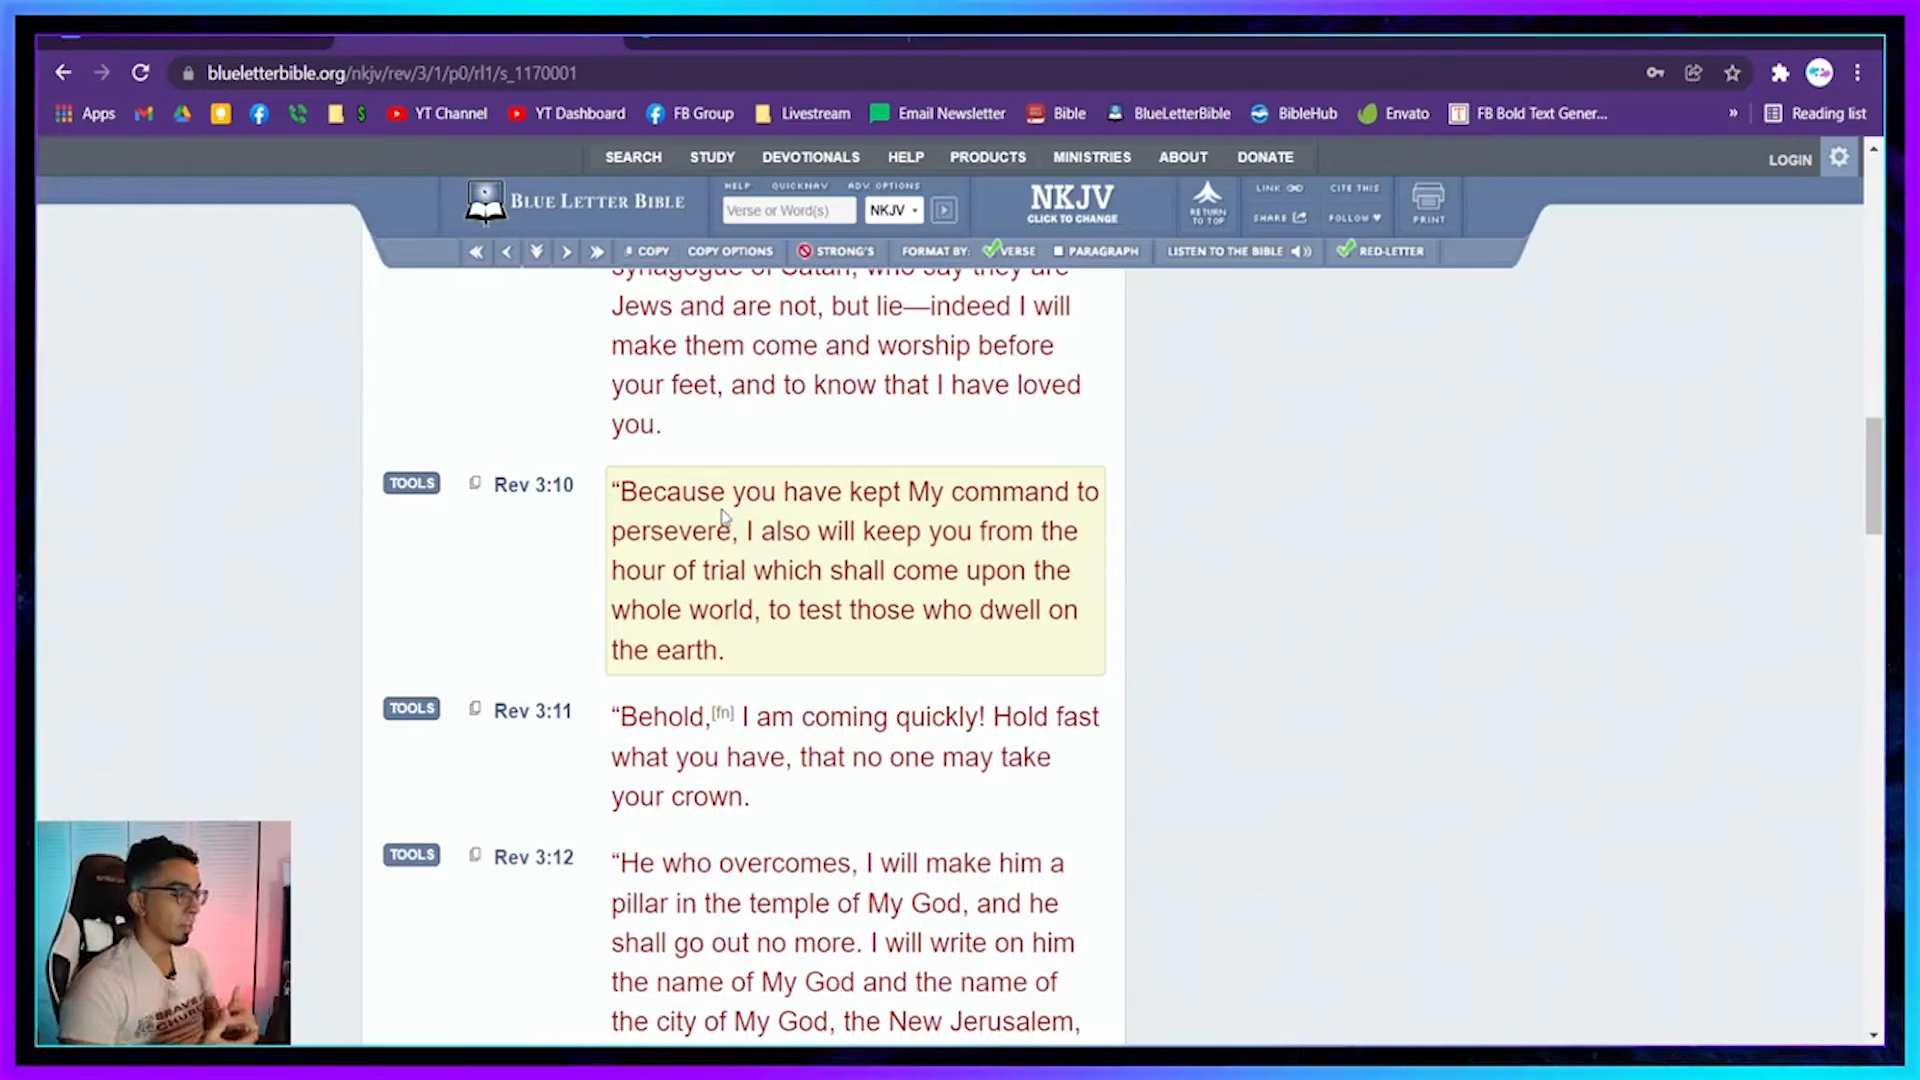 blueletterbible.org/nkjv/rev/3/1/p0/rl1/s_1170001
Apps
$
YT Channel
YT Dashboard
FB Group
Livestream
Email Newsletter
Bible
BlueLetterBible
BibleHub
Envato
FB Bold Text Gener...
»
Reading list
SEARCH
STUDY
DEVOTIONALS
HELP
PRODUCTS
MINISTRIES
ABOUT
DONATE
LOGIN
BLUE LETTER BIBLE
HELP
QUICKNAV
ADV. OPTIONS
Verse or Word(s)
NKJV
NKJV
CLICK TO CHANGE
RETURN
TO TOP
LINK
CITE THIS
SHARE
FOLLOW
PRINT
COPY
COPY OPTIONS
STRONG'S
FORMAT BY:
VERSE
PARAGRAPH
LISTEN TO THE BIBLE
RED-LETTER
synagogue of Satan, who say they are
Jews and are not, but lie—indeed I will
make them come and worship before
your feet, and to know that I have loved
you.
TOOLS
Rev 3:10
“Because you have kept My command to
persevere, I also will keep you from the
hour of trial which shall come upon the
whole world, to test those who dwell on
the earth.
TOOLS
Rev 3:11
“Behold,[fn] I am coming quickly! Hold fast
what you have, that no one may take
your crown.
TOOLS
Rev 3:12
“He who overcomes, I will make him a
pillar in the temple of My God, and he
shall go out no more. I will write on him
the name of My God and the name of
the city of My God, the New Jerusalem,
BRAVE
CHURCH